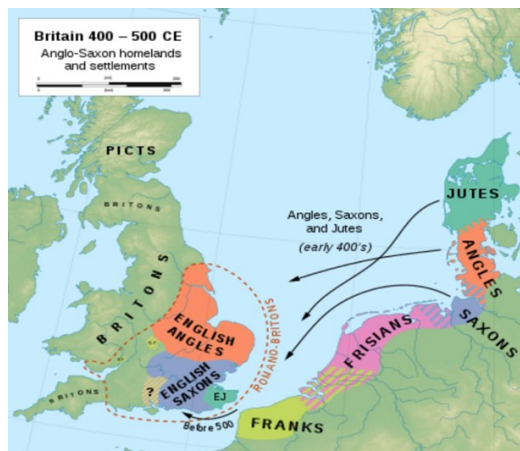 Britain 400 – 500 CE
Anglo-Saxon homelands
and settlements
PICTS
BRITONS
BRITONS
BRITONS
JUTES
ANGLES
SAXONS
FRISIANS
FRANKS
Angles, Saxons,
and Jutes
(early 400's)
ENGLISH
ANGLES
ENGLISH
SAXONS
EJ
?
ROMANO-BRITONS
Before 500